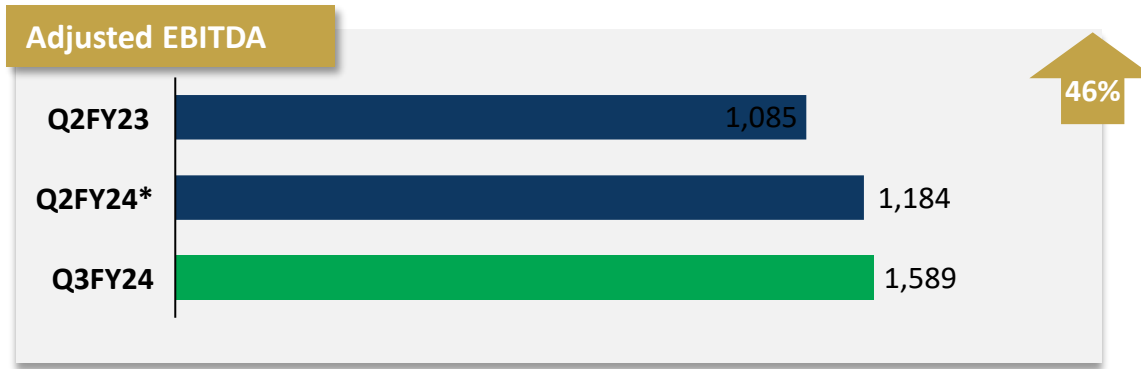 Adjusted EBITDA
46%
Q2FY23 1,085
Q2FY24* 1,184
Q3FY24 1,589